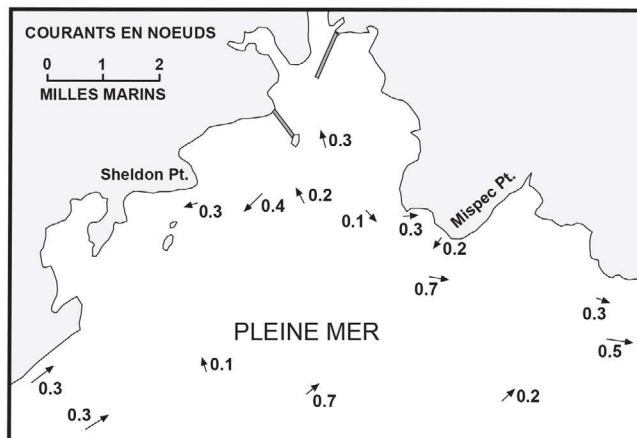 COURANTS EN NOEUDS
0 1 2
MILLES MARINS
0.3
Sheldon Pt.
Mispec Pt.
0.3
0.4
0.2
0.1
0.3
0.2
0.7
0.3
PLEINE MER
0.5
0.1
0.3
0.7
0.2
0.3